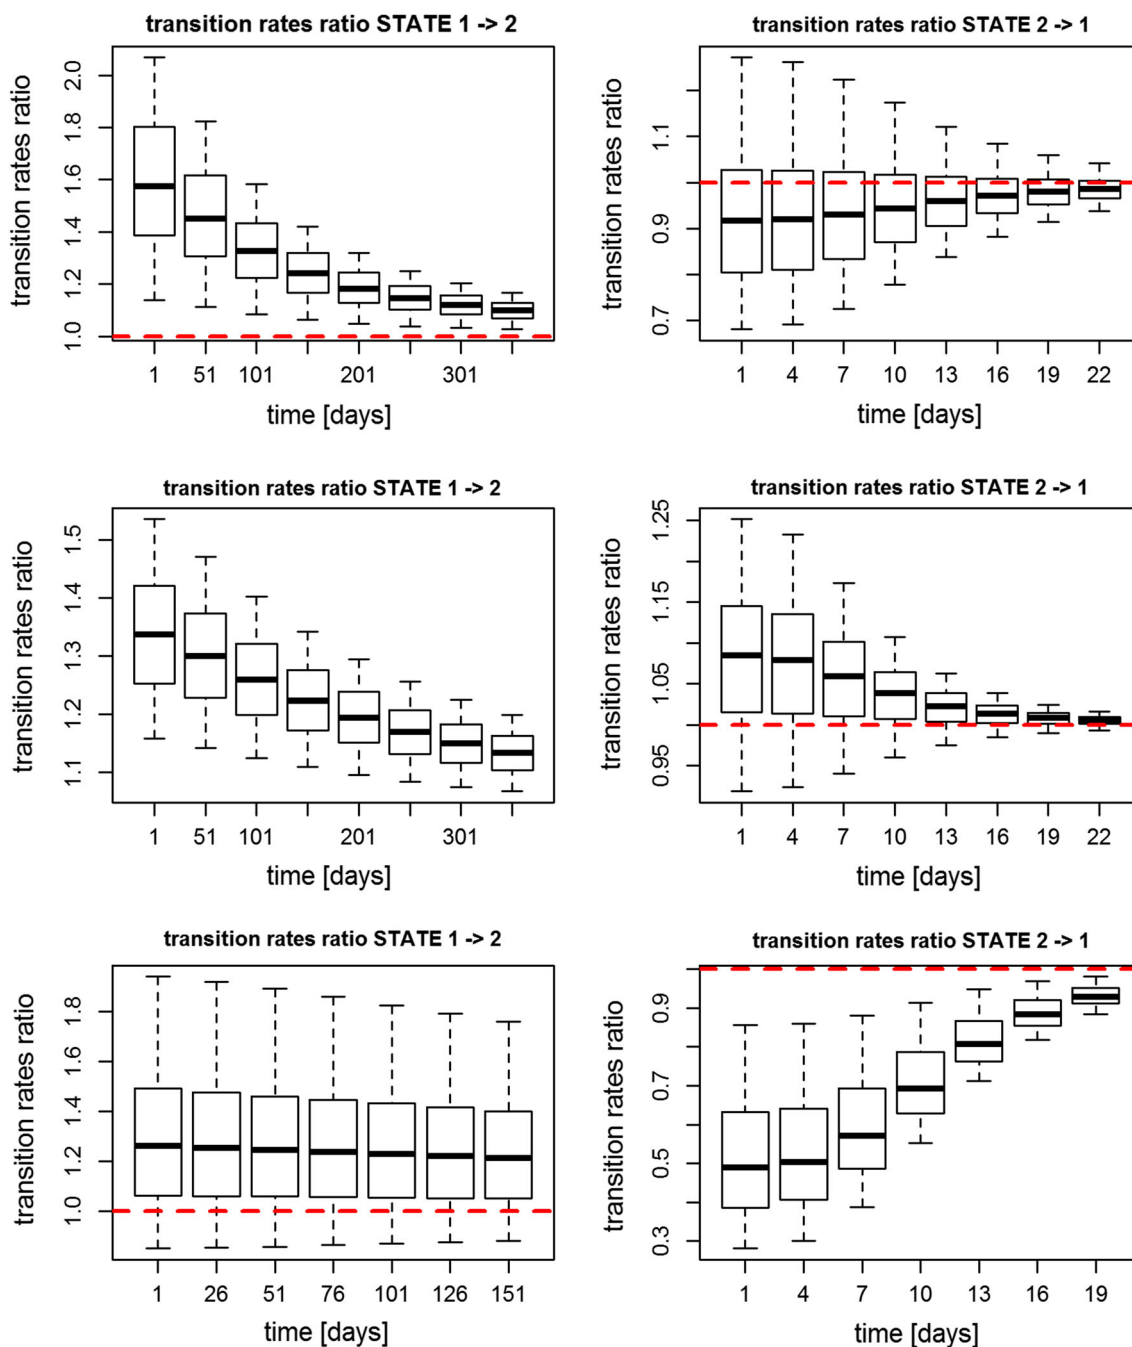 transition rates ratio STATE 1 -> 2
transition rates ratio
2.0
1.8
1.6
1.4
1.2
1.0
1 51 101 201 301
time [days]
transition rates ratio STATE 2 -> 1
transition rates ratio
1.1
0.9
0.7
1 4 7 10 13 16 19 22
time [days]
transition rates ratio STATE 1 -> 2
transition rates ratio
1.5
1.4
1.3
1.2
1.1
1 51 101 201 301
time [days]
transition rates ratio STATE 2 -> 1
transition rates ratio
1.25
1.15
1.05
0.95
1 4 7 10 13 16 19 22
time [days]
transition rates ratio STATE 1 -> 2
transition rates ratio
1.8
1.6
1.4
1.2
1.0
1 26 51 76 101 126 151
time [days]
transition rates ratio STATE 2 -> 1
transition rates ratio
0.9
0.7
0.5
0.3
1 4 7 10 13 16 19
time [days]